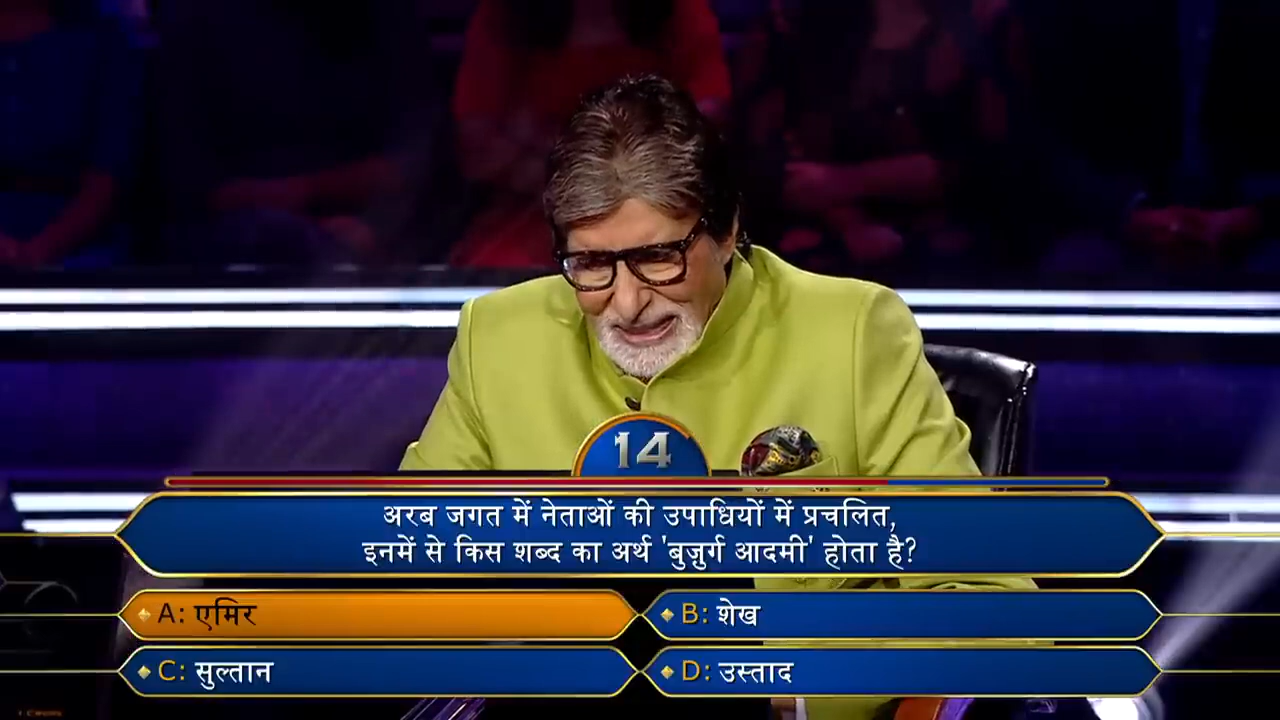 14
अरब जगत में नेताओं की उपाधियों में प्रचलित,
इनमें से किस शब्द का अर्थ 'बुज़ुर्ग आदमी' होता है?
A: एमिर
B: शेख
C: सुल्तान
D: उस्ताद